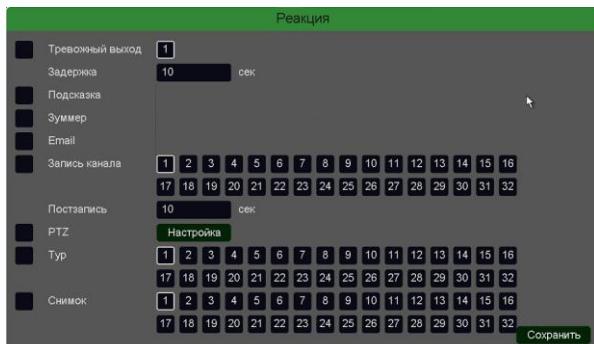 Реакция
Тревожный выход 1
Задержка 10 сек
Подсказка
Зуммер
Email
Запись канала 1 2 3 4 5 6 7 8 9 10 11 12 13 14 15 16
17 18 19 20 21 22 23 24 25 26 27 28 29 30 31 32
Постзапись 10 сек
PTZ Настройка
Тур 1 2 3 4 5 6 7 8 9 10 11 12 13 14 15 16
17 18 19 20 21 22 23 24 25 26 27 28 29 30 31 32
Снимок 1 2 3 4 5 6 7 8 9 10 11 12 13 14 15 16
17 18 19 20 21 22 23 24 25 26 27 28 29 30 31 32
Сохранить